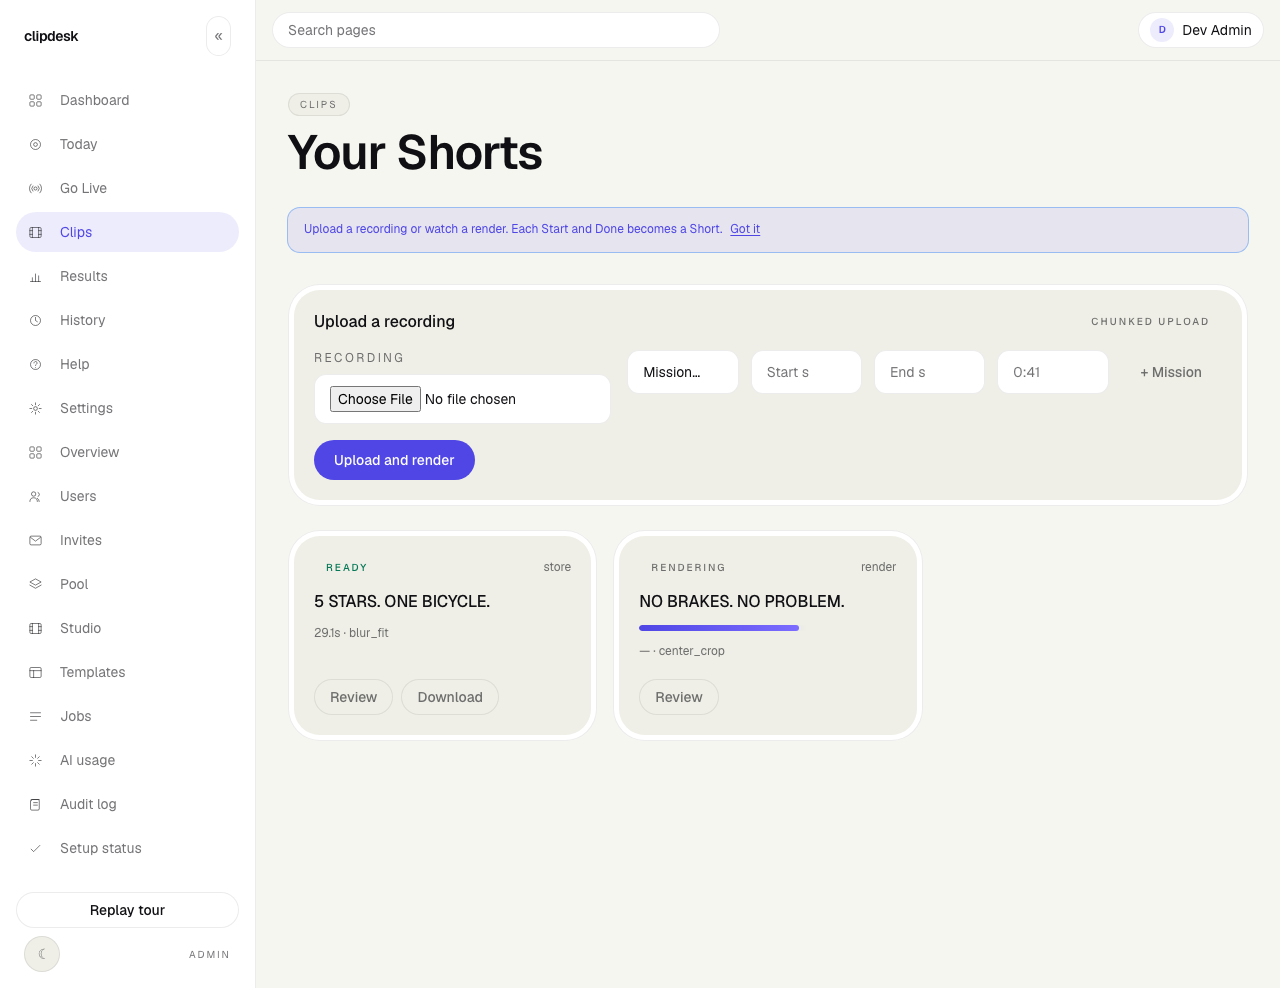 clipdesk
«
Search pages
D
Dev Admin
Dashboard
Today
Go Live
Clips
Results
History
Help
Settings
Overview
Users
Invites
Pool
Studio
Templates
Jobs
AI usage
Audit log
Setup status
Replay tour
ADMIN
CLIPS
Your Shorts
Upload a recording or watch a render. Each Start and Done becomes a Short. Got it
Upload a recording
CHUNKED UPLOAD
RECORDING
Choose File No file chosen
Mission…
Start s
End s
0:41
+ Mission
Upload and render
READY
store
5 STARS. ONE BICYCLE.
29.1s · blur_fit
Review
Download
RENDERING
render
NO BRAKES. NO PROBLEM.
— · center_crop
Review